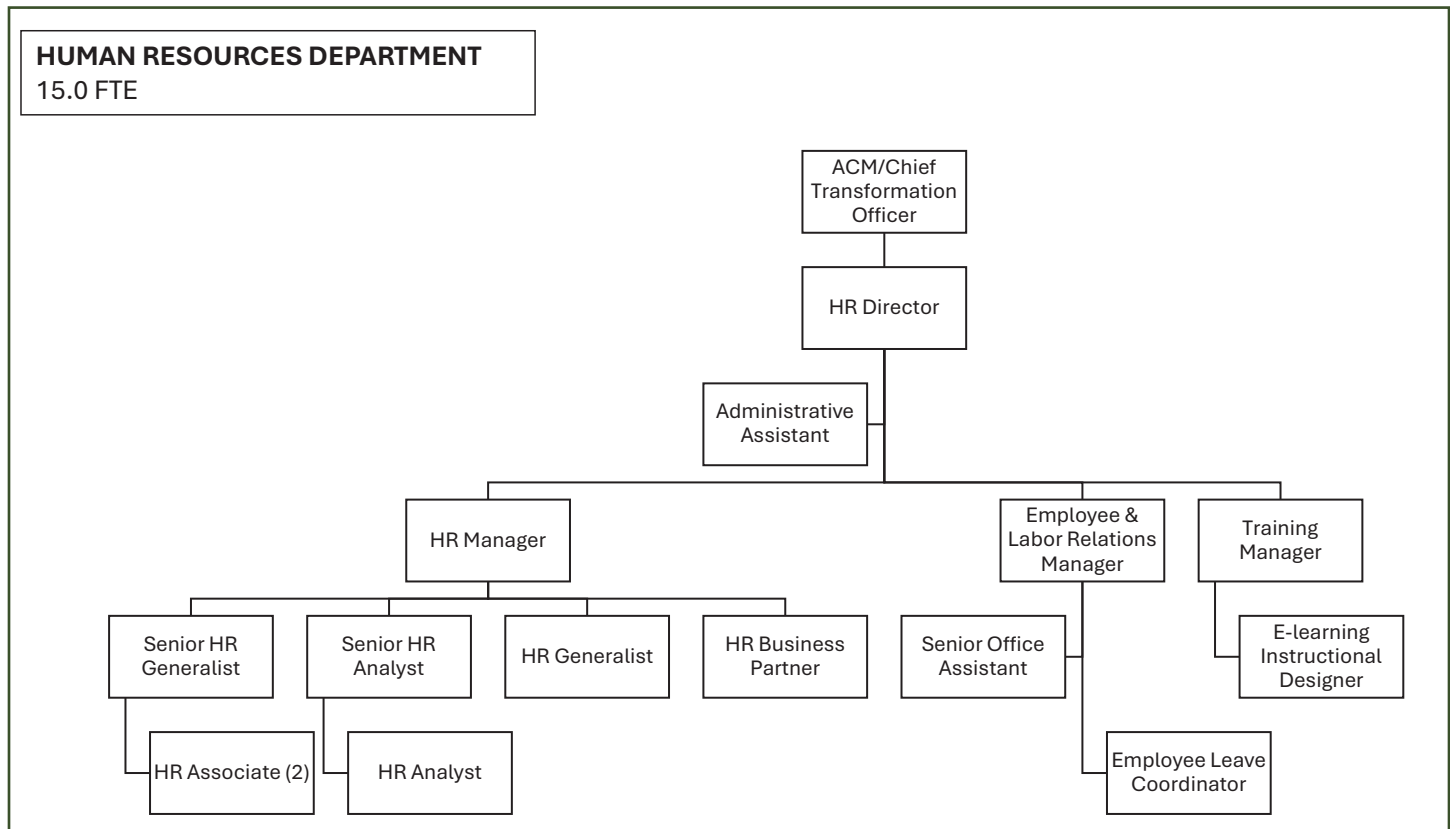 HUMAN RESOURCES DEPARTMENT
15.0 FTE
ACM/Chief
Transformation
Officer
HR Director
Administrative
Assistant
HR Manager
Employee &
Labor Relations
Manager
Training
Manager
Senior HR
Generalist
Senior HR
Analyst
HR Generalist
HR Business
Partner
Senior Office
Assistant
E-learning
Instructional
Designer
HR Associate (2)
HR Analyst
Employee Leave
Coordinator